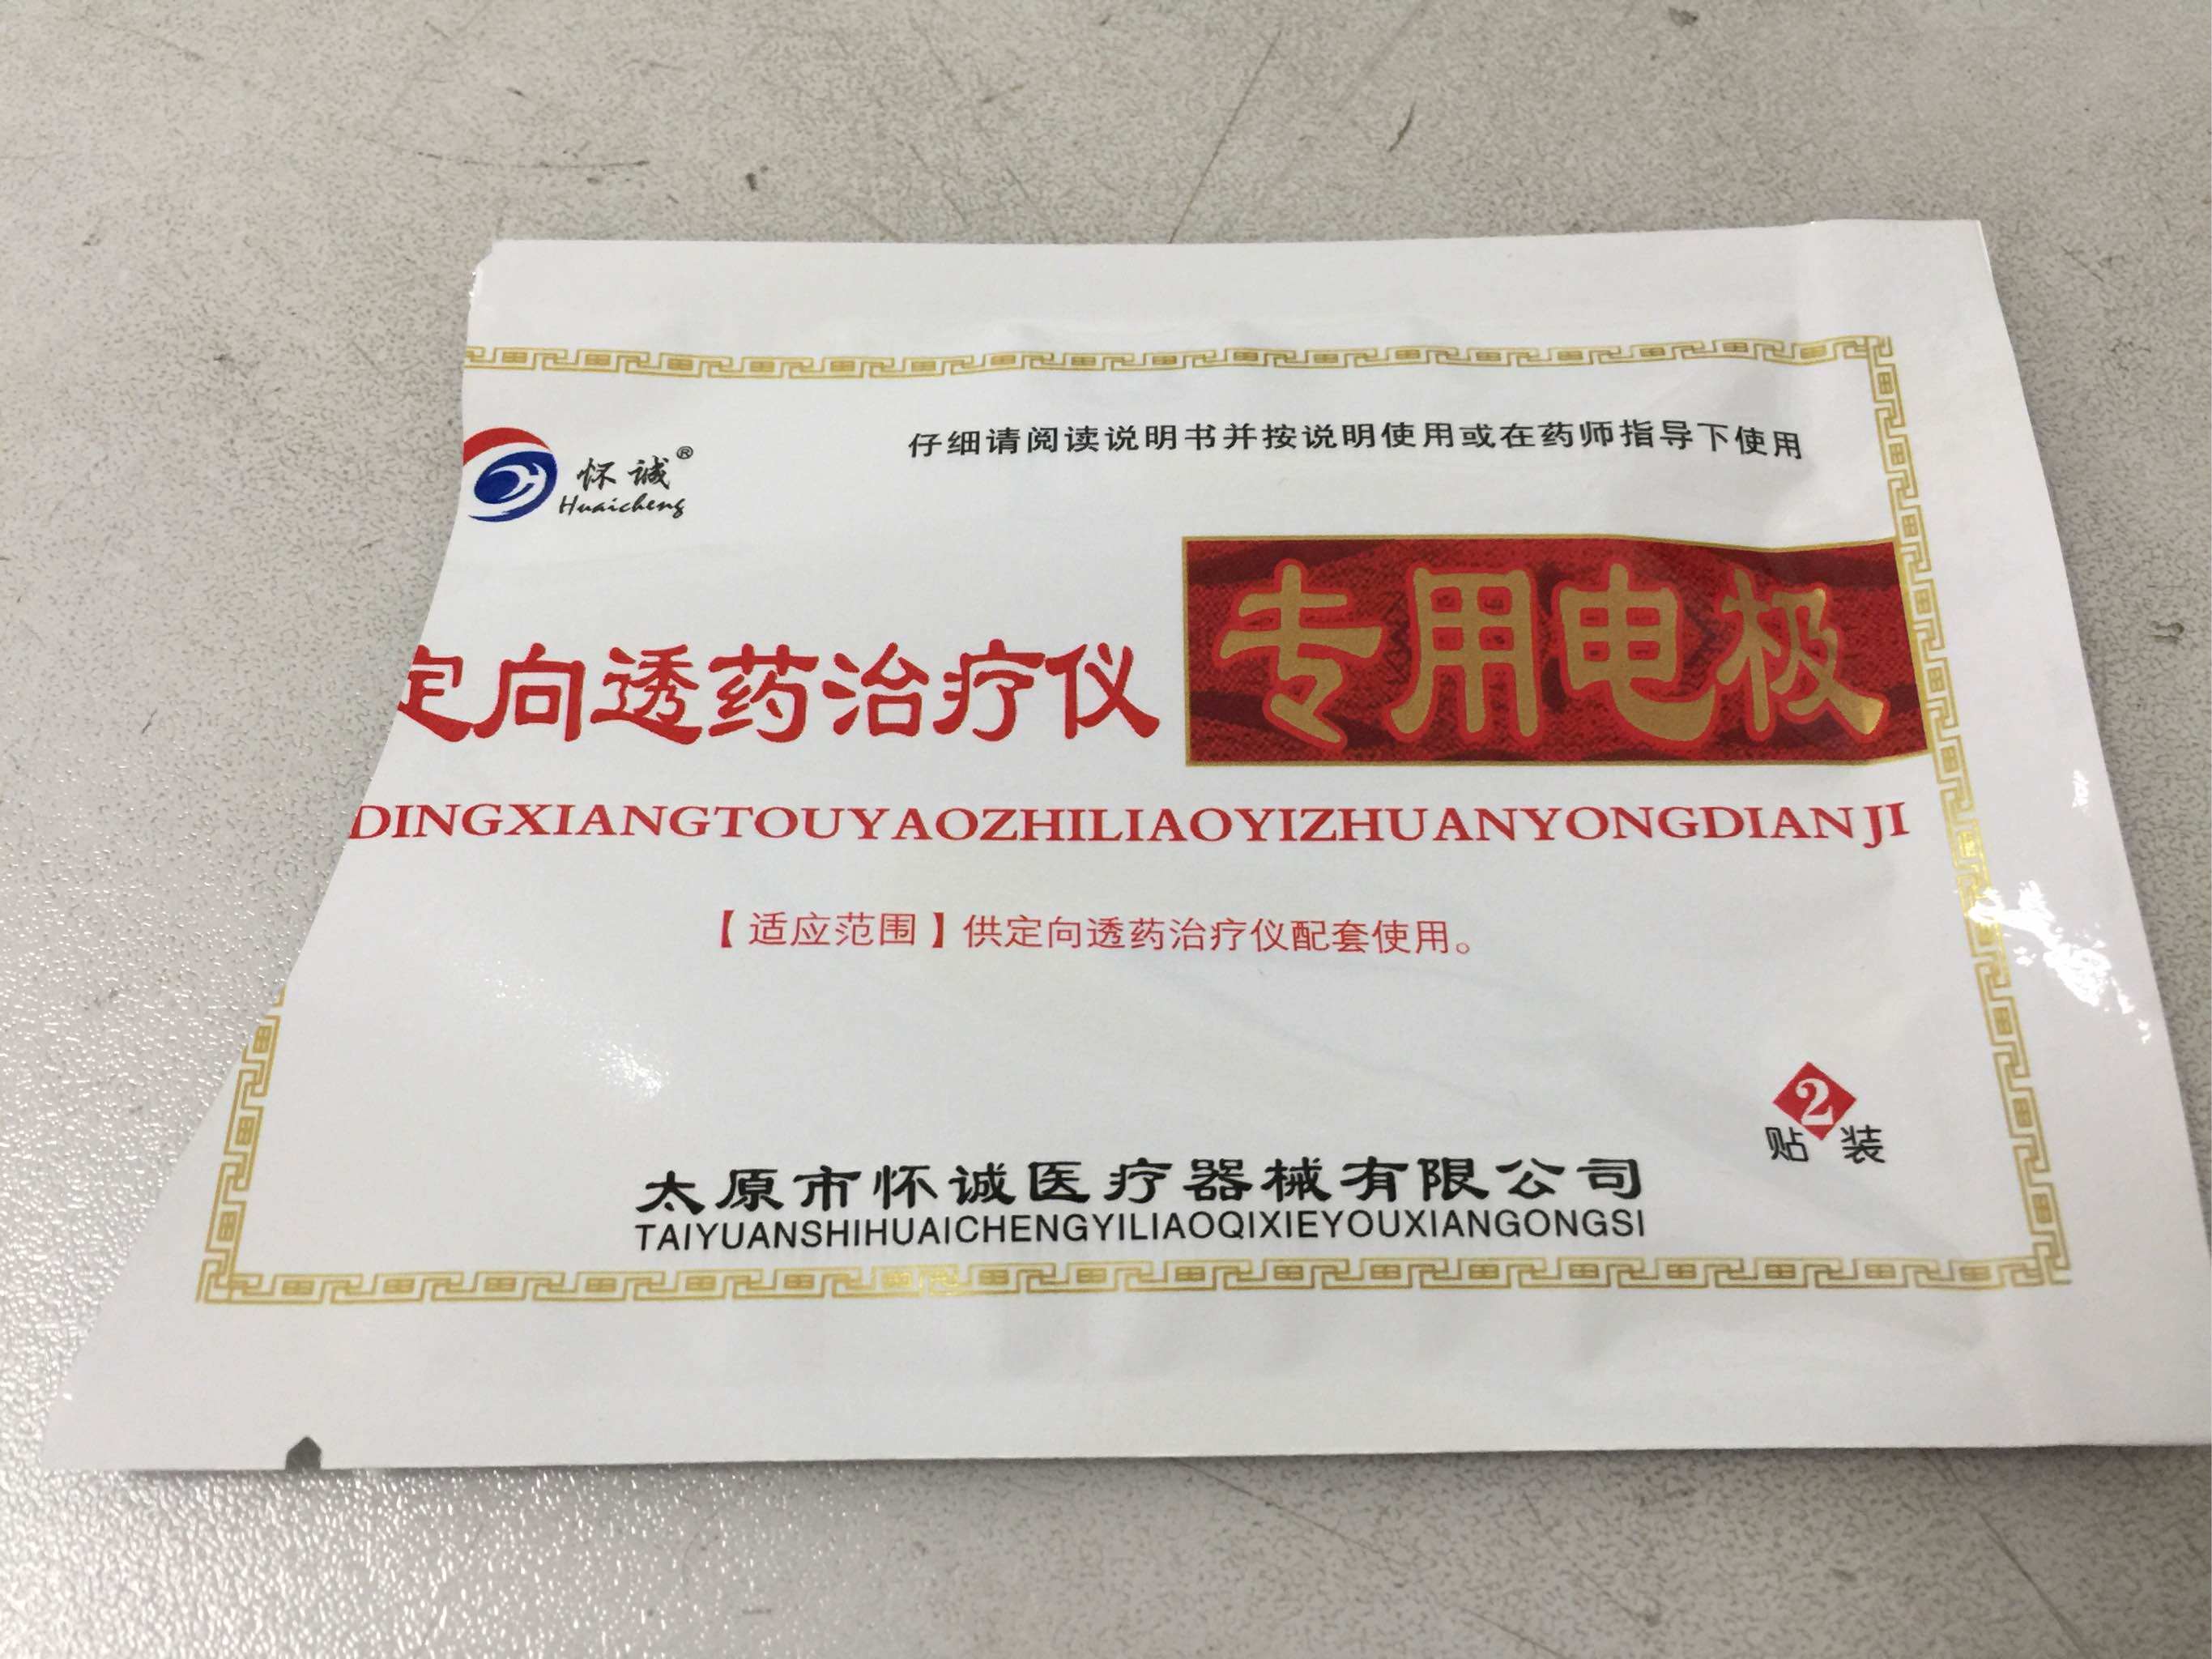 怀诚®
Huaicheng
仔细请阅读说明书并按说明使用或在药师指导下使用
定向透药治疗仪 专用电极
DINGXIANGTOUYAOZHILIAOYIZHUANYONGDIANJI
【适应范围】供定向透药治疗仪配套使用。
2
贴 装
太原市怀诚医疗器械有限公司
TAIYUANSHIHUAICHENGYILIAOQIXIEYOUXIANGONGSI